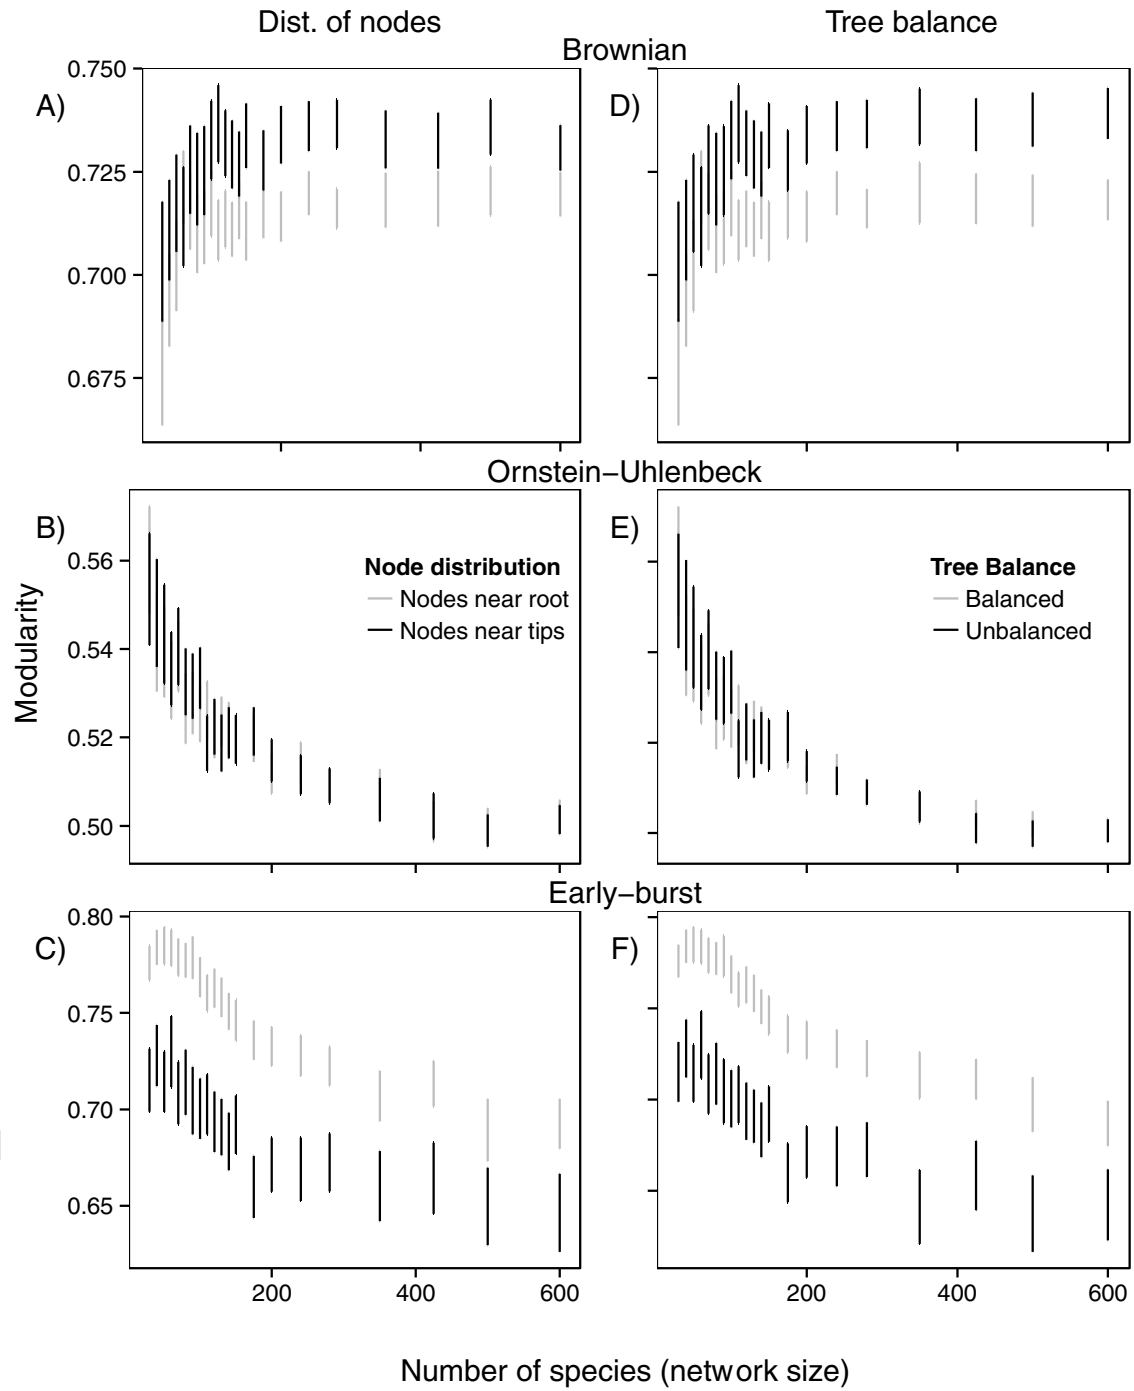 Dist. of nodes
Tree balance
Brownian
A)
D)
0.750
0.725
0.700
0.675
Ornstein−Uhlenbeck
B)
E)
0.56
0.54
0.52
0.50
Node distribution
Nodes near root
Nodes near tips
Tree Balance
Balanced
Unbalanced
Modularity
Early−burst
C)
F)
0.80
0.75
0.70
0.65
200
400
600
200
400
600
Number of species (network size)